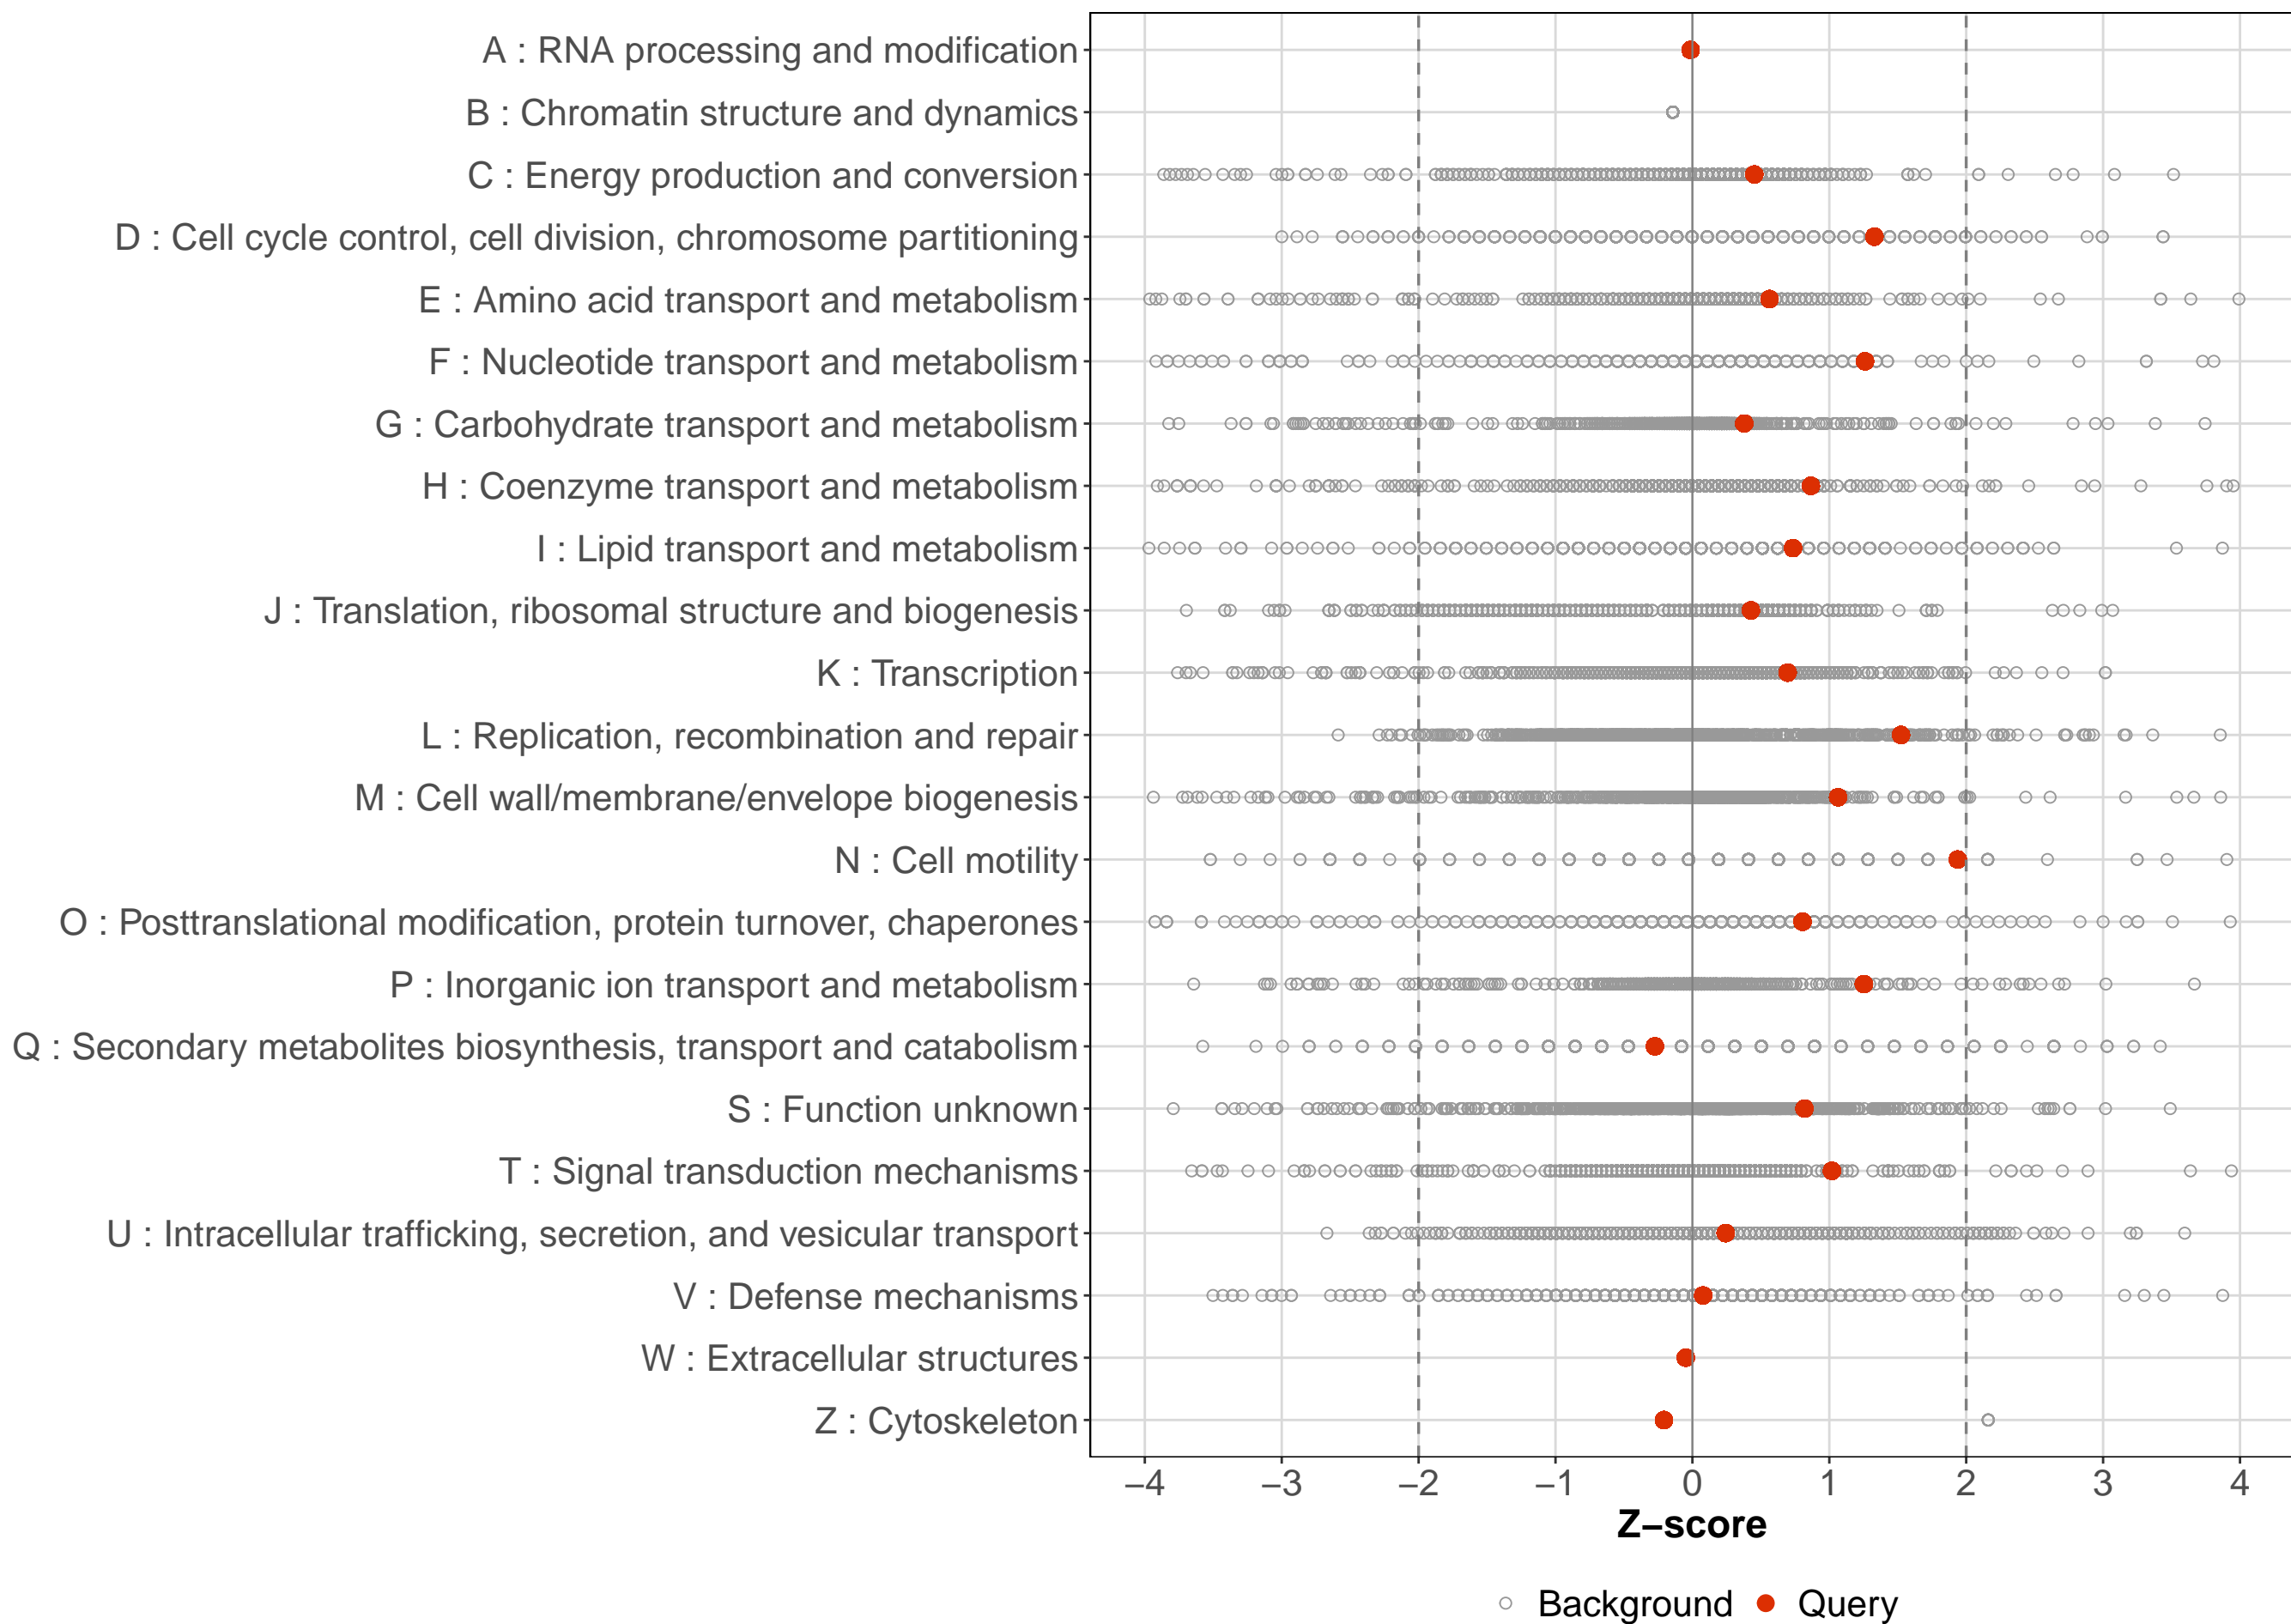 A : RNA processing and modification
B : Chromatin structure and dynamics
C : Energy production and conversion
D : Cell cycle control, cell division, chromosome partitioning
E : Amino acid transport and metabolism
F : Nucleotide transport and metabolism
G : Carbohydrate transport and metabolism
H : Coenzyme transport and metabolism
I : Lipid transport and metabolism
J : Translation, ribosomal structure and biogenesis
K : Transcription
L : Replication, recombination and repair
M : Cell wall/membrane/envelope biogenesis
N : Cell motility
O : Posttranslational modification, protein turnover, chaperones
P : Inorganic ion transport and metabolism
Q : Secondary metabolites biosynthesis, transport and catabolism
S : Function unknown
T : Signal transduction mechanisms
U : Intracellular trafficking, secretion, and vesicular transport
V : Defense mechanisms
W : Extracellular structures
Z : Cytoskeleton
−4 −3 −2 −1 0 1 2 3 4
Z−score
Background Query